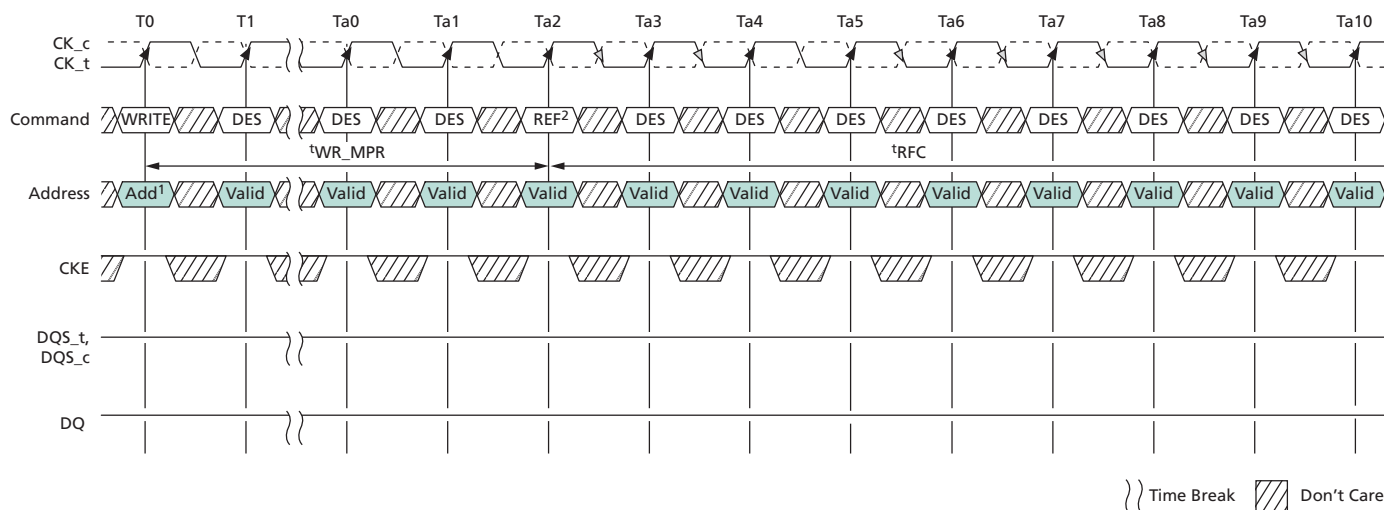 T0 T1 Ta0 Ta1 Ta2 Ta3 Ta4 Ta5 Ta6 Ta7 Ta8 Ta9 Ta10
CK_c
CK_t
Command WRITE DES DES DES REF2 DES DES DES DES DES DES DES DES
tWR_MPR tRFC
Address Add1 Valid Valid Valid Valid Valid Valid Valid Valid Valid Valid Valid Valid
CKE
DQS_t,
DQS_c
DQ
Time Break Don't Care